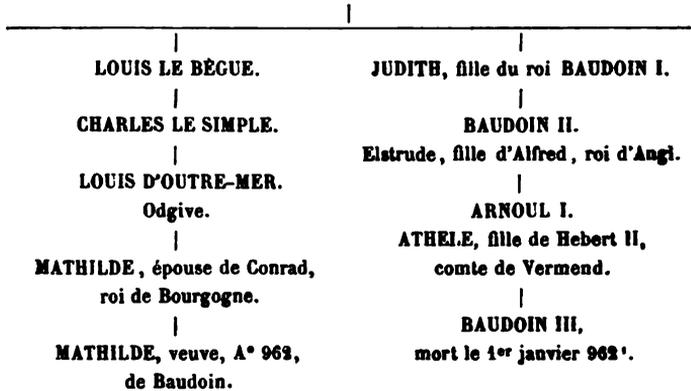 LOUIS LE BÈGUE.
CHARLES LE SIMPLE.
LOUIS D'OUTRE-MER.
Odgive.
MATHILDE, épouse de Conrad,
roi de Bourgogne.
MATHILDE, veuve, A° 962,
de Baudoin.
JUDITH, fille du roi BAUDOIN I.
BAUDOIN II.
Elstrude, fille d'Alfred, roi d'Angl.
ARNOUL I.
ATHELE, fille de Hebert II,
comte de Vermend.
BAUDOIN III,
mort le 1er janvier 962¹.